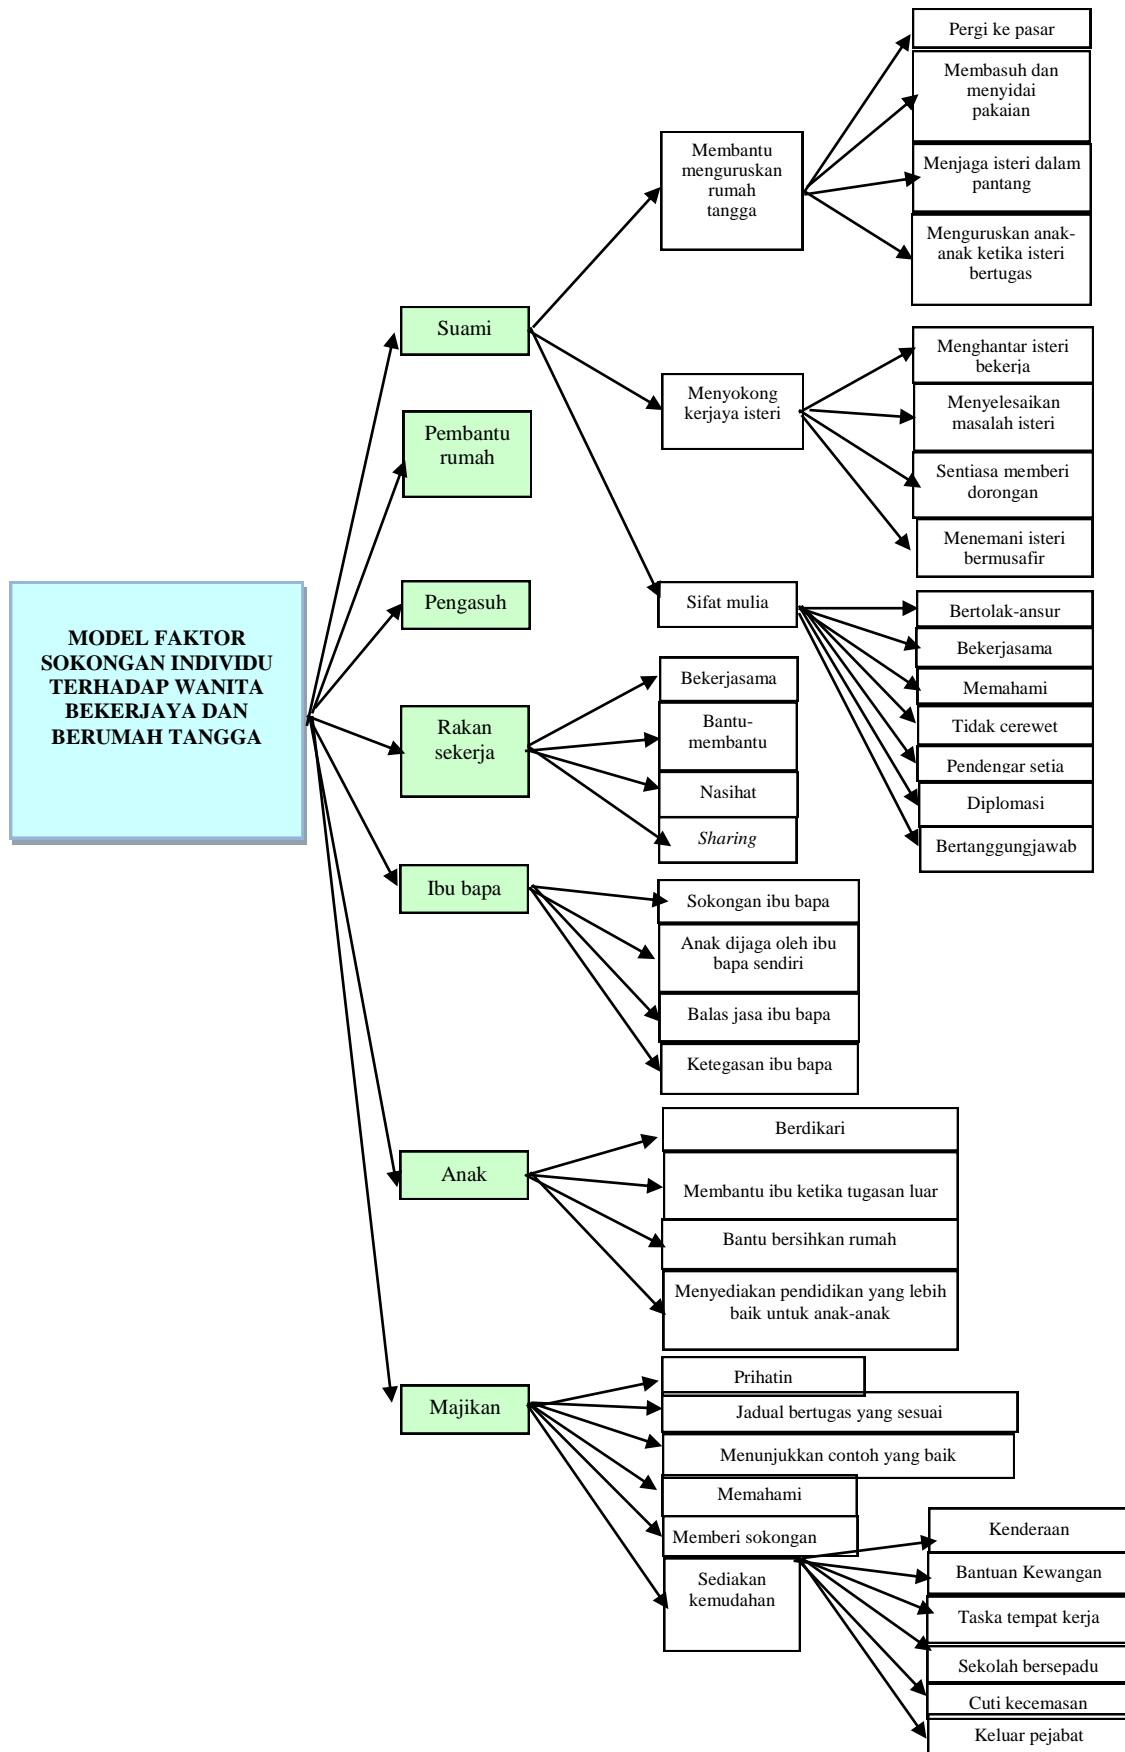 MODEL FAKTOR
SOKONGAN INDIVIDU
TERHADAP WANITA
BEKERJAYA DAN
BERUMAH TANGGA
Suami
Membantu
menguruskan
rumah
tangga
Pergi ke pasar
Membasuh dan
menyidai
pakaian
Menjaga isteri dalam
pantang
Menguruskan anak-
anak ketika isteri
bertugas
Menyokong
kerjaya isteri
Menghantar isteri
bekerja
Menyelesaikan
masalah isteri
Sentiasa memberi
dorongan
Menemani isteri
bermusafir
Sifat mulia
Bertolak-ansur
Bekerjasama
Memahami
Tidak cerewet
Pendengar setia
Diplomasi
Bertanggungjawab
Pembantu
rumah
Pengasuh
Rakan
sekerja
Bekerjasama
Bantu-
membantu
Nasihat
Sharing
Ibu bapa
Sokongan ibu bapa
Anak dijaga oleh ibu
bapa sendiri
Balas jasa ibu bapa
Ketegasan ibu bapa
Anak
Berdikari
Membantu ibu ketika tugasan luar
Bantu bersihkan rumah
Menyediakan pendidikan yang lebih
baik untuk anak-anak
Majikan
Prihatin
Jadual bertugas yang sesuai
Menunjukkan contoh yang baik
Memahami
Memberi sokongan
Sediakan
kemudahan
Kenderaan
Bantuan Kewangan
Taska tempat kerja
Sekolah bersepadu
Cuti kecemasan
Keluar pejabat